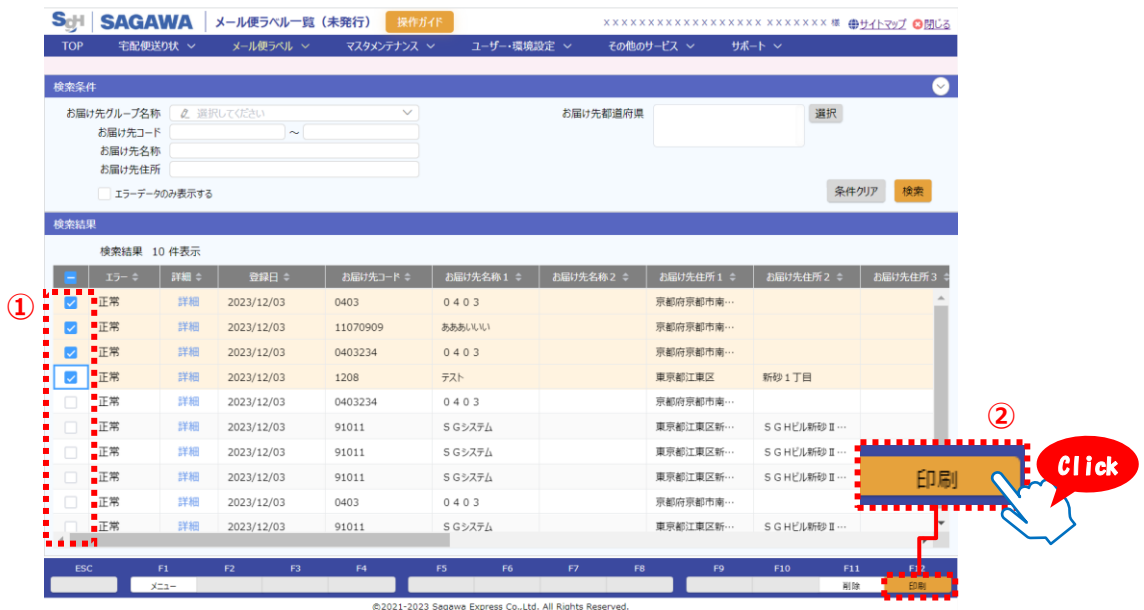 SGH SAGAWA メール便ラベル一覧（未発行） 操作ガイド xxxxxxxxxxxxxxxxxx xxxxxxx 様 サイトマップ 閉じる
TOP 宅配便送り状 メール便ラベル マスタメンテナンス ユーザー・環境設定 その他のサービス サポート
検索条件
お届け先グループ名称 選択してください お届け先都道府県 選択
お届け先コード ～
お届け先名称
お届け先住所
エラーデータのみ表示する 条件クリア 検索
検索結果
検索結果 10 件表示
エラー 詳細 登録日 お届け先コード お届け先名称１ お届け先名称２ お届け先住所１ お届け先住所２ お届け先住所３
①
正常 詳細 2023/12/03 0403 ０４０３ 京都府京都市南…
正常 詳細 2023/12/03 11070909 あああいいい 京都府京都市南…
正常 詳細 2023/12/03 0403234 ０４０３ 京都府京都市南…
正常 詳細 2023/12/03 1208 テスト 東京都江東区 新砂１丁目
正常 詳細 2023/12/03 0403234 ０４０３ 京都府京都市南…
②
正常 詳細 2023/12/03 91011 ＳＧシステム 東京都江東区新… ＳＧＨビル新砂Ⅱ…
正常 詳細 2023/12/03 91011 ＳＧシステム 東京都江東区新… ＳＧＨビル新砂Ⅱ…
正常 詳細 2023/12/03 91011 ＳＧシステム 東京都江東区新… ＳＧＨビル新砂Ⅱ…
印刷
Click
正常 詳細 2023/12/03 0403 ０４０３ 京都府京都市南…
正常 詳細 2023/12/03 91011 ＳＧシステム 東京都江東区新… ＳＧＨビル新砂Ⅱ…
ESC F1 F2 F3 F4 F5 F6 F7 F8 F9 F10 F11 F12
メニュー 削除 印刷
©2021-2023 Sagawa Express Co.,Ltd. All Rights Reserved.